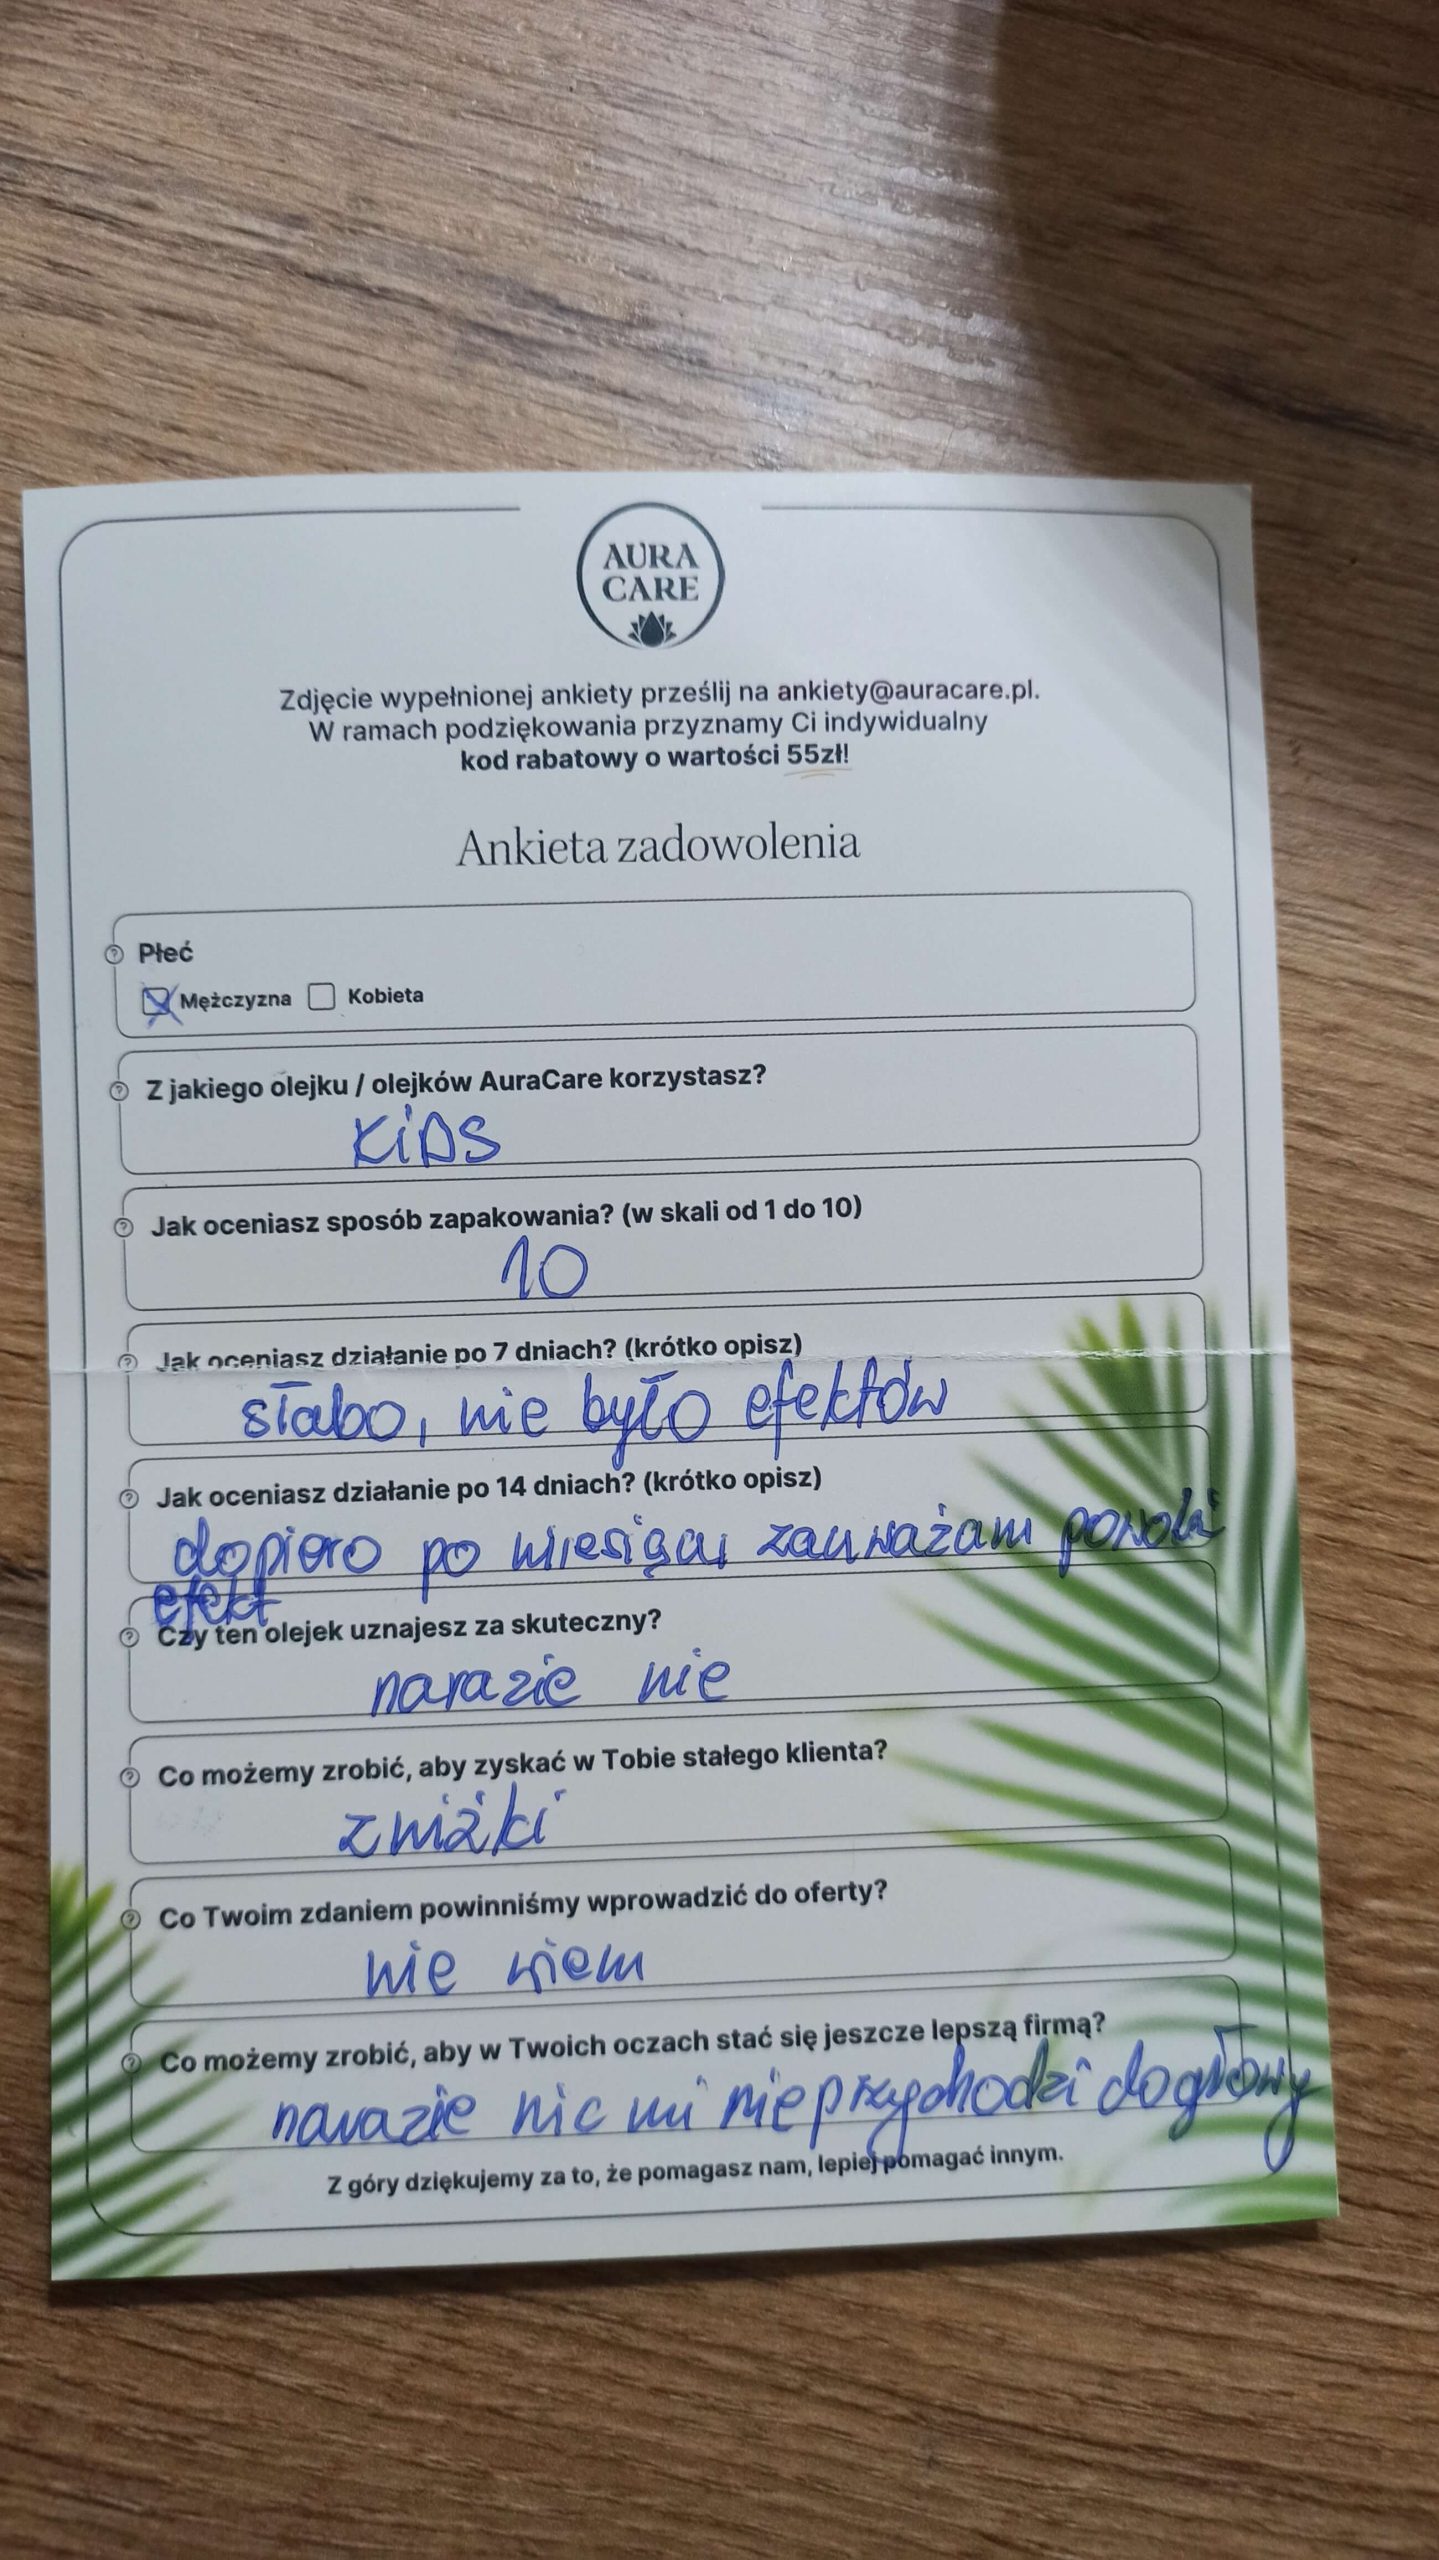 AURA
CARE
Zdjęcie wypełnionej ankiety prześlij na ankiety@auracare.pl.
W ramach podziękowania przyznamy Ci indywidualny
kod rabatowy o wartości 55zł!
Ankieta zadowolenia
Płeć
Mężczyzna Kobieta
Z jakiego olejku / olejków AuraCare korzystasz?
KiDS
Jak oceniasz sposób zapakowania? (w skali od 1 do 10)
10
Jak oceniasz działanie po 7 dniach? (krótko opisz)
słabo, nie było efektów
Jak oceniasz działanie po 14 dniach? (krótko opisz)
dopiero po miesiącu zauważam powoli
efekt
Czy ten olejek uznajesz za skuteczny?
narazie nie
Co możemy zrobić, aby zyskać w Tobie stałego klienta?
zniżki
Co Twoim zdaniem powinniśmy wprowadzić do oferty?
nie wiem
Co możemy zrobić, aby w Twoich oczach stać się jeszcze lepszą firmą?
narazie nic mi nie przychodzi do głowy
Z góry dziękujemy za to, że pomagasz nam, lepiej pomagać innym.